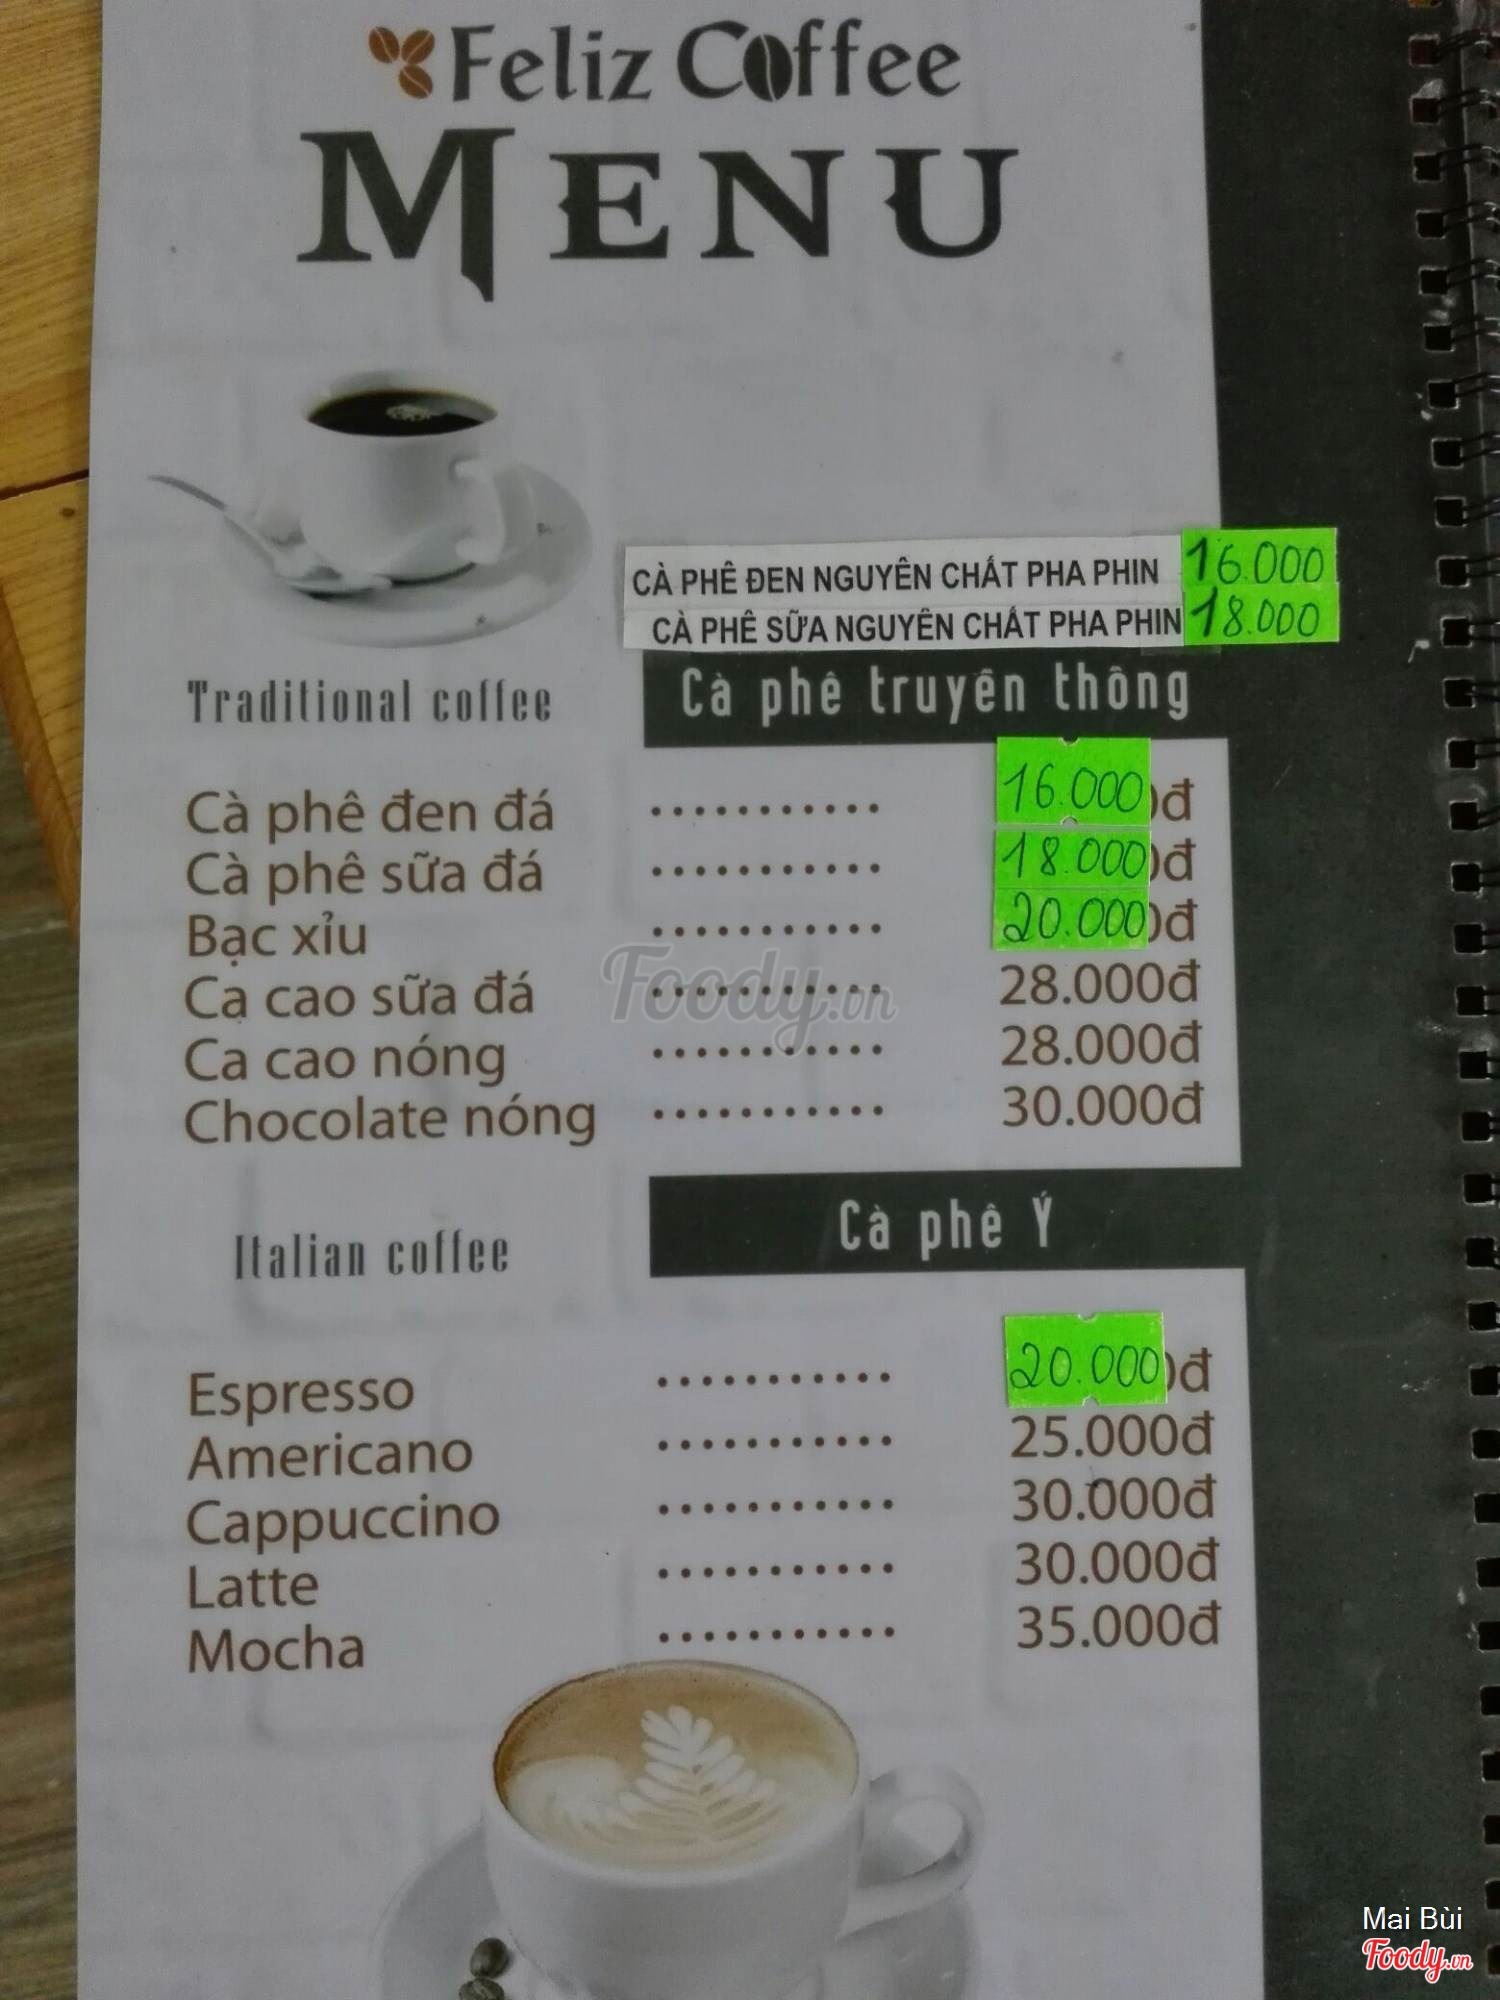 Feliz Coffee
MENU
CÀ PHÊ ĐEN NGUYÊN CHẤT PHA PHIN 16.000
CÀ PHÊ SỮA NGUYÊN CHẤT PHA PHIN 18.000
Traditional coffee Cà phê truyền thông
Cà phê đen đá ........... 16.000 đ
Cà phê sữa đá ........... 18.000 đ
Bạc xỉu ........... 20.000 đ
Ca cao sữa đá ........... 28.000đ
Ca cao nóng ........... 28.000đ
Chocolate nóng ........... 30.000đ
Foody.vn
Italian coffee Cà phê Ý
Espresso ........... 20.000 đ
Americano ........... 25.000đ
Cappuccino ........... 30.000đ
Latte ........... 30.000đ
Mocha ........... 35.000đ
Mai Bùi
Foody.vn